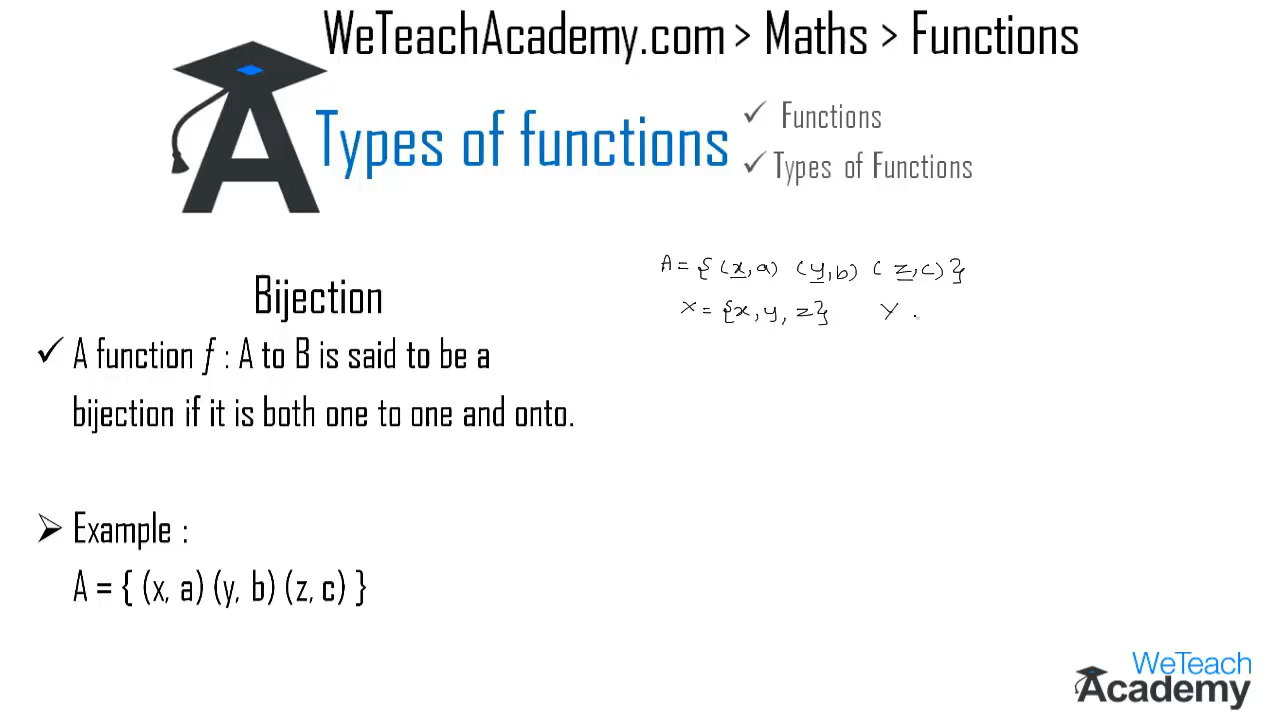 WeTeachAcademy.com > Maths > Functions
Types of functions
✓ Functions
✓ Types of Functions
A = { (x, a) (y, b) (z, c) }
X = {x, y, z} Y .
Bijection
✓ A function f : A to B is said to be a
bijection if it is both one to one and onto.
➢ Example :
A = { (x, a) (y, b) (z, c) }
WeTeach
Academy